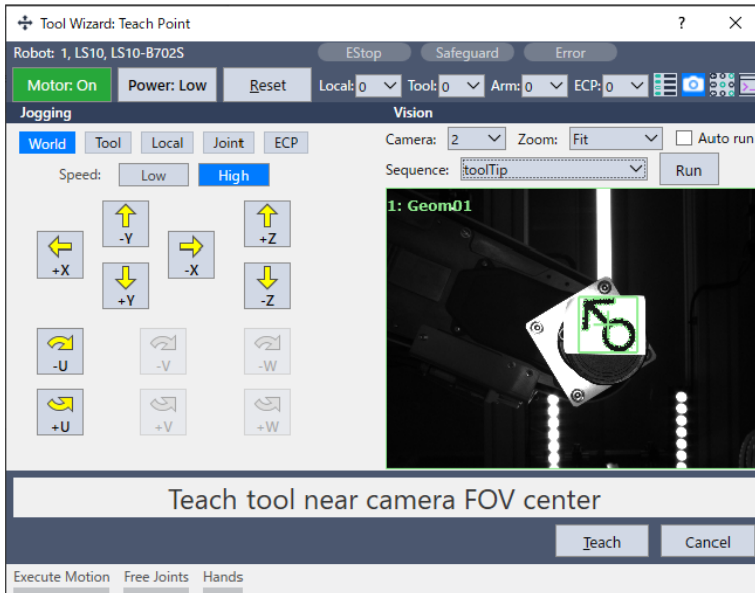 Tool Wizard: Teach Point
Robot: 1, LS10, LS10-B702S EStop Safeguard Error
Motor: On Power: Low Reset Local: 0 Tool: 0 Arm: 0 ECP: 0
Jogging Vision
World Tool Local Joint ECP
Camera: 2 Zoom: Fit Auto run
Speed: Low High
Sequence: toolTip Run
1: Geom01
-Y +Z
+X -X
+Y -Z
-U -V -W
+U +V +W
Teach tool near camera FOV center
Teach Cancel
Execute Motion Free Joints Hands